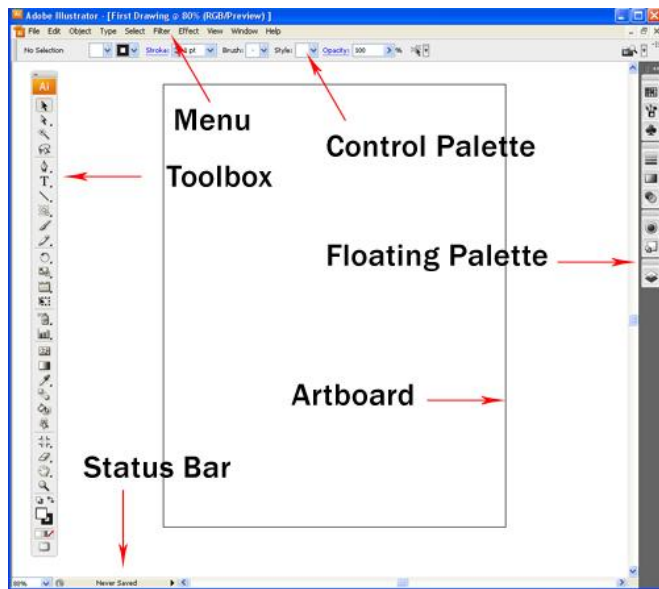 Adobe Illustrator - [First Drawing @ 80% (RGB/Preview) ]
File Edit Object Type Select Filter Effect View Window Help
No Selection Stroke: pt Brush: Style: Opacity: 100 %
Ai
Menu
Control Palette
Toolbox
Floating Palette
Artboard
Status Bar
80% Never Saved